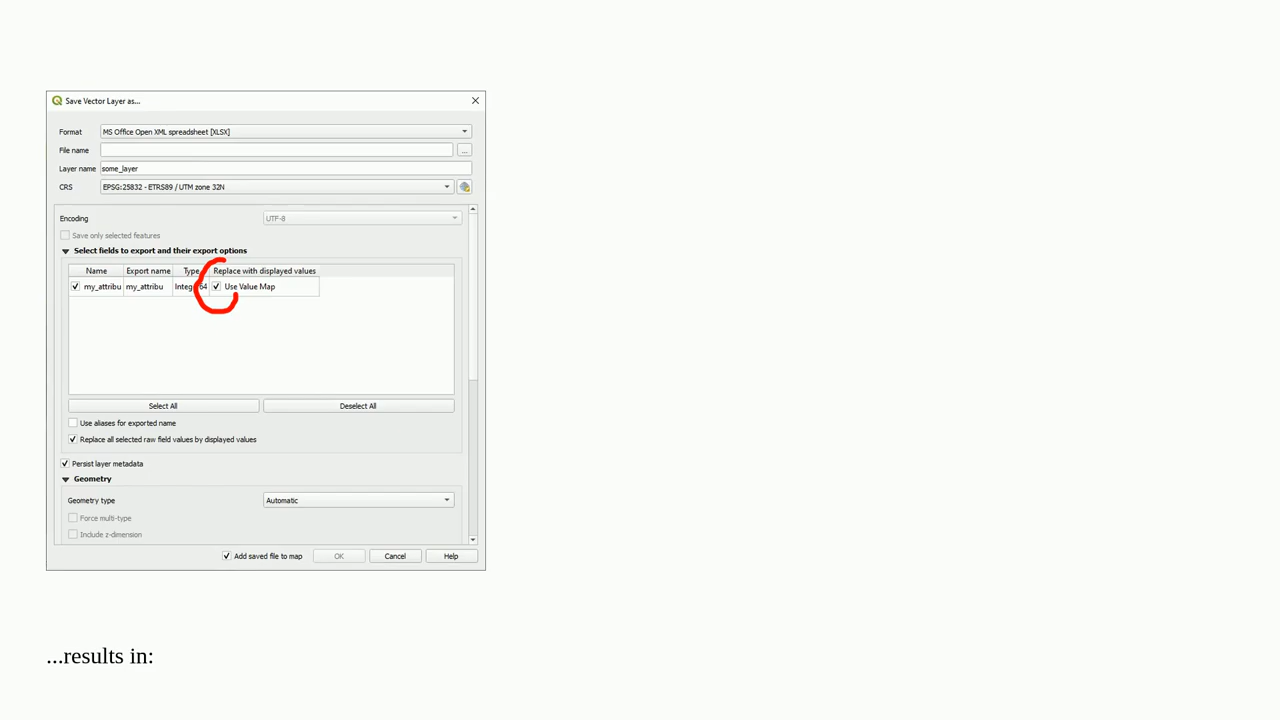 Save Vector Layer as...
Format MS Office Open XML spreadsheet [XLSX]
File name ...
Layer name some_layer
CRS EPSG:25832 - ETRS89 / UTM zone 32N
Encoding UTF-8
Save only selected features
Select fields to export and their export options
Name Export name Type Replace with displayed values
my_attribu my_attribu Use Value Map
Select All Deselect All
Use aliases for exported name
Replace all selected raw field values by displayed values
Persist layer metadata
Geometry
Geometry type Automatic
Force multi-type
Include z-dimension
Add saved file to map OK Cancel Help
...results in: